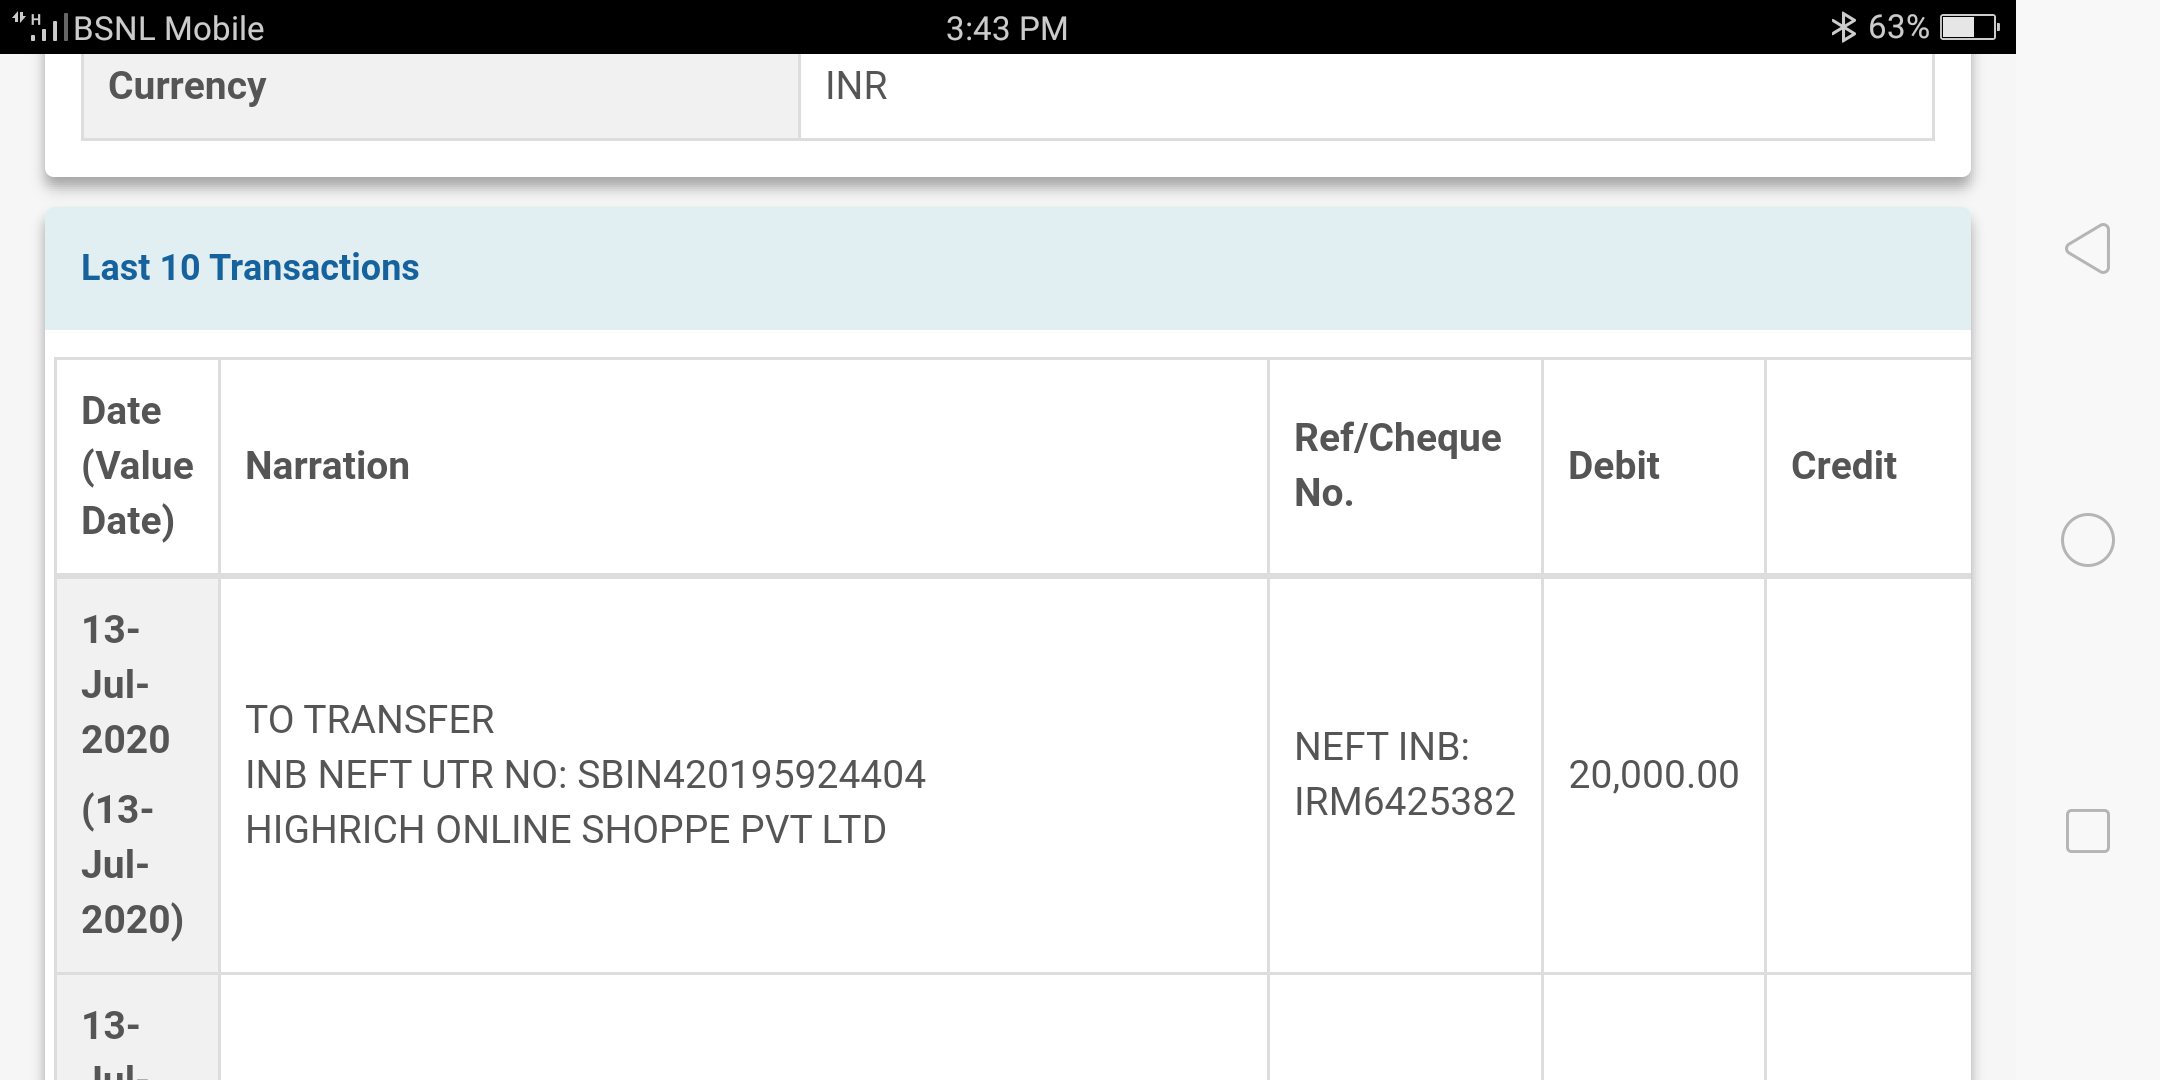 H BSNL Mobile 3:43 PM 63%
Currency INR
Last 10 Transactions
Date
(Value
Date)
Narration
Ref/Cheque
No.
Debit
Credit
13-
Jul-
2020
(13-
Jul-
2020)
TO TRANSFER
INB NEFT UTR NO: SBIN420195924404
HIGHRICH ONLINE SHOPPE PVT LTD
NEFT INB:
IRM6425382
20,000.00
13-
Jul-